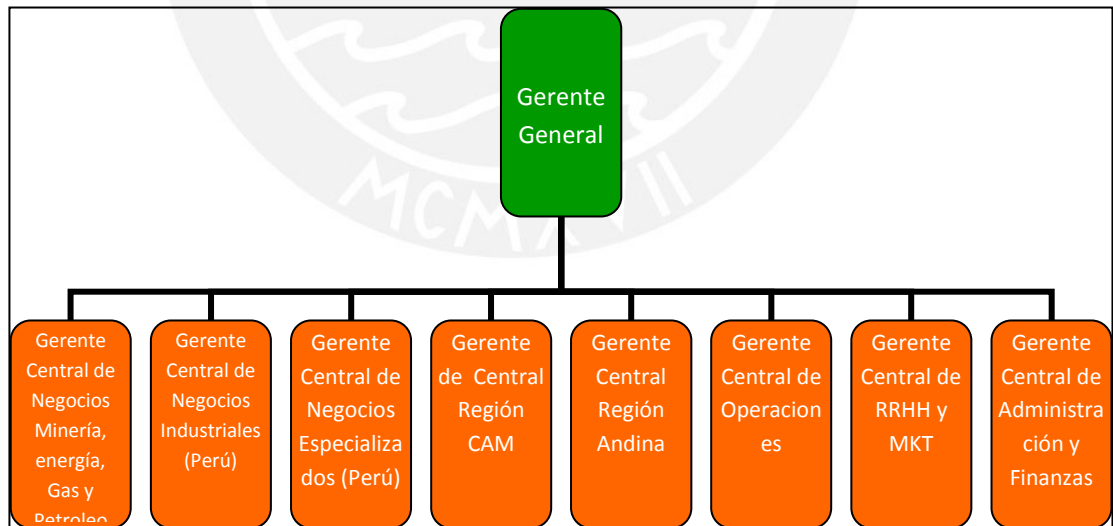 Gerente
General
MCMXVII
Gerente
Central de
Negocios
Minería,
energía,
Gas y
Petroleo
Gerente
Central de
Negocios
Industriales
(Perú)
Gerente
Central de
Negocios
Especializa
dos (Perú)
Gerente
de Central
Región
CAM
Gerente
Central
Región
Andina
Gerente
Central de
Operacion
es
Gerente
Central de
RRHH y
MKT
Gerente
Central de
Administra
ción y
Finanzas